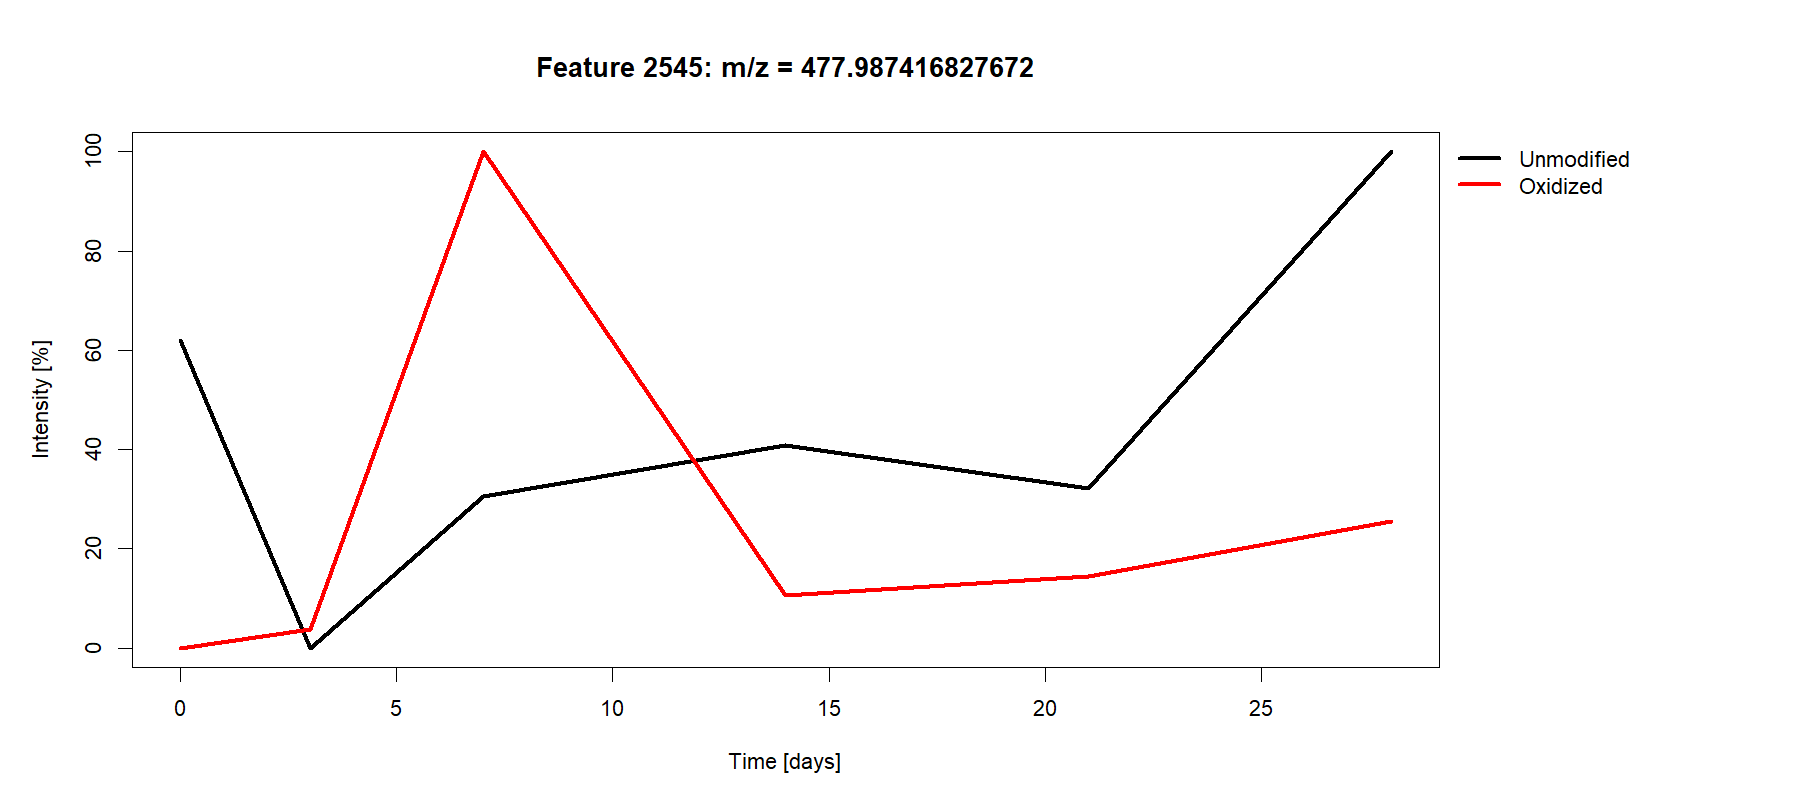 Feature 2545: m/z = 477.987416827672
Unmodified
Oxidized
Intensity [%]
100
80
60
40
20
0
0 5 10 15 20 25
Time [days]